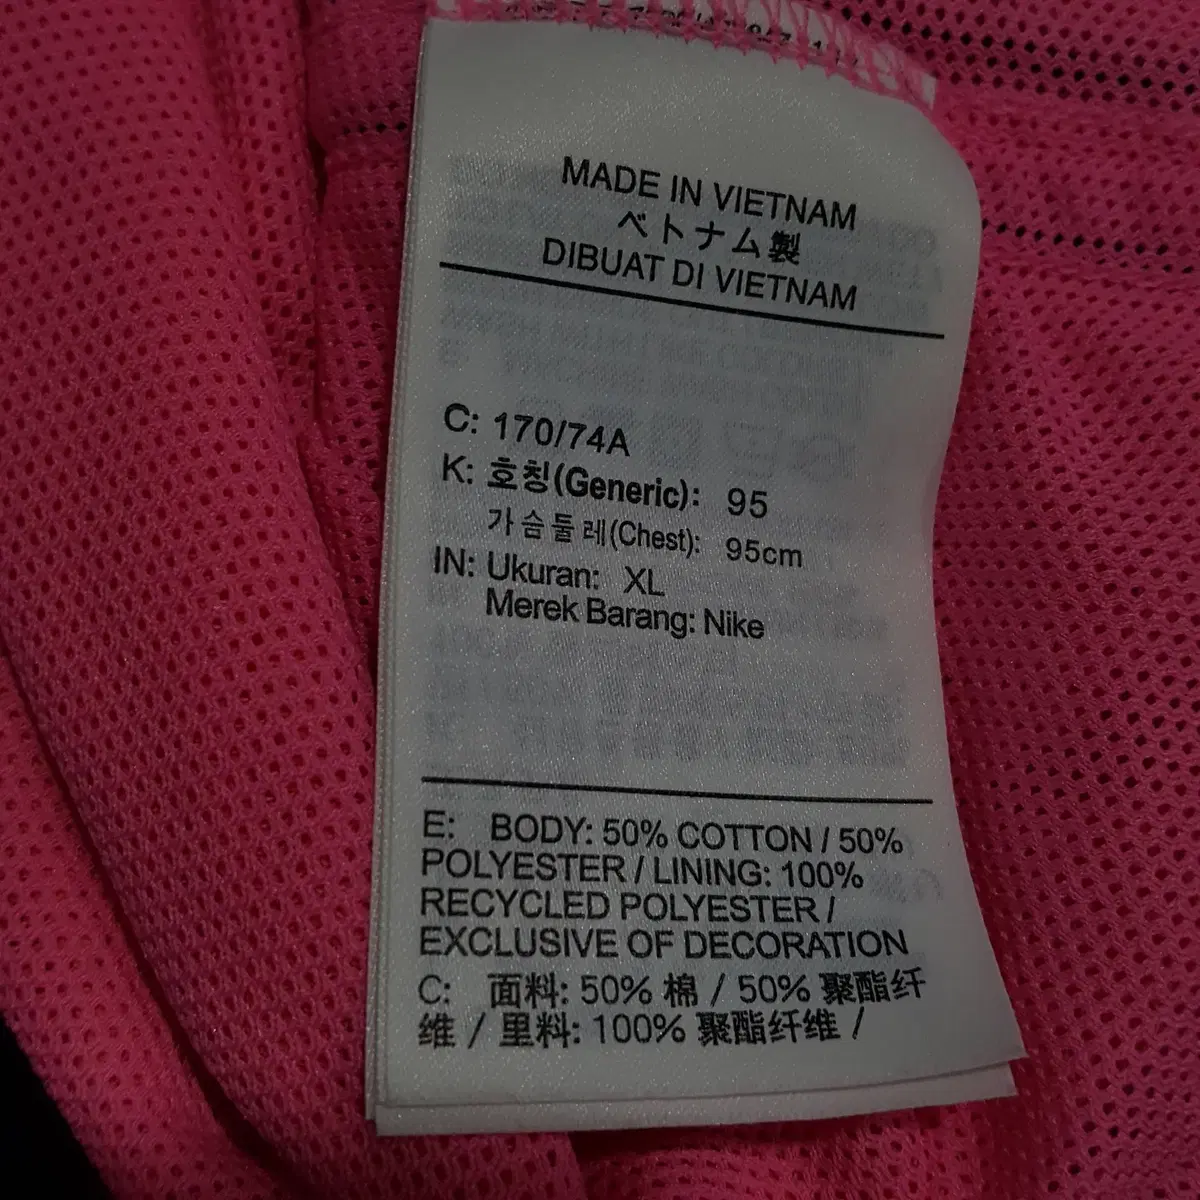 MADE IN VIETNAM
ベトナム製
DIBUAT DI VIETNAM
C: 170/74A
K: 호칭(Generic): 95
가슴둘레(Chest): 95cm
IN: Ukuran: XL
Merek Barang: Nike
E: BODY: 50% COTTON / 50%
POLYESTER / LINING: 100%
RECYCLED POLYESTER /
EXCLUSIVE OF DECORATION
C: 面料: 50% 棉 / 50% 聚酯纤
维 / 里料: 100% 聚酯纤维 /